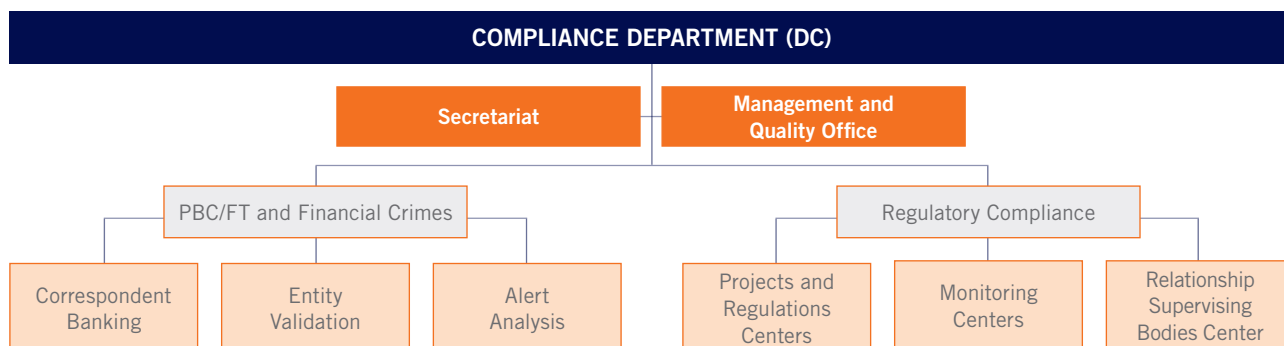 COMPLIANCE DEPARTMENT (DC)
Secretariat
Management and
Quality Office
PBC/FT and Financial Crimes
Regulatory Compliance
Correspondent
Banking
Entity
Validation
Alert
Analysis
Projects and
Regulations
Centers
Monitoring
Centers
Relationship
Supervising
Bodies Center